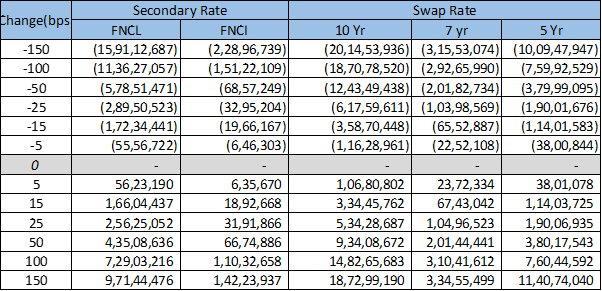 Change(bps Secondary Rate Swap Rate
FNCL FNCI 10 Yr 7 yr 5 Yr
-150 (15,91,12,687) (2,28,96,739) (20,14,53,936) (3,15,53,074) (10,09,47,947)
-100 (11,36,27,057) (1,51,22,109) (18,70,78,520) (2,92,65,990) (7,59,92,529)
-50 (5,78,51,471) (68,57,249) (12,43,49,438) (2,01,82,734) (3,79,99,095)
-25 (2,89,50,523) (32,95,204) (6,17,59,611) (1,03,98,569) (1,90,01,676)
-15 (1,72,34,441) (19,66,167) (3,58,70,448) (65,52,887) (1,14,01,583)
-5 (55,56,722) (6,46,303) (1,16,28,961) (22,52,108) (38,00,844)
0 - - - - -
5 56,23,190 6,35,670 1,06,80,802 23,72,334 38,01,078
15 1,66,04,437 18,92,668 3,34,45,762 67,43,042 1,14,03,725
25 2,56,25,052 31,91,866 5,34,28,687 1,04,96,523 1,90,06,935
50 4,35,08,636 66,74,886 9,34,08,672 2,01,44,441 3,80,17,543
100 7,29,03,216 1,10,32,658 14,82,65,683 3,10,41,612 7,60,44,592
150 9,71,44,476 1,42,23,937 18,72,99,190 3,34,55,499 11,40,74,040